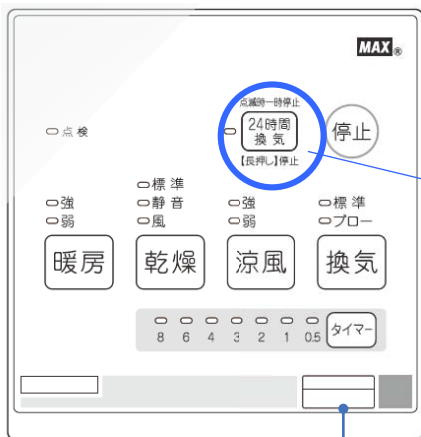 MAX®
点滅時一時停止
点検
24時間
換気
停止
【長押し】停止
標準
強 静音 強 標準
弱 風 弱 ブロー
暖房 乾燥 涼風 換気
8 6 4 3 2 1 0.5 タイマー